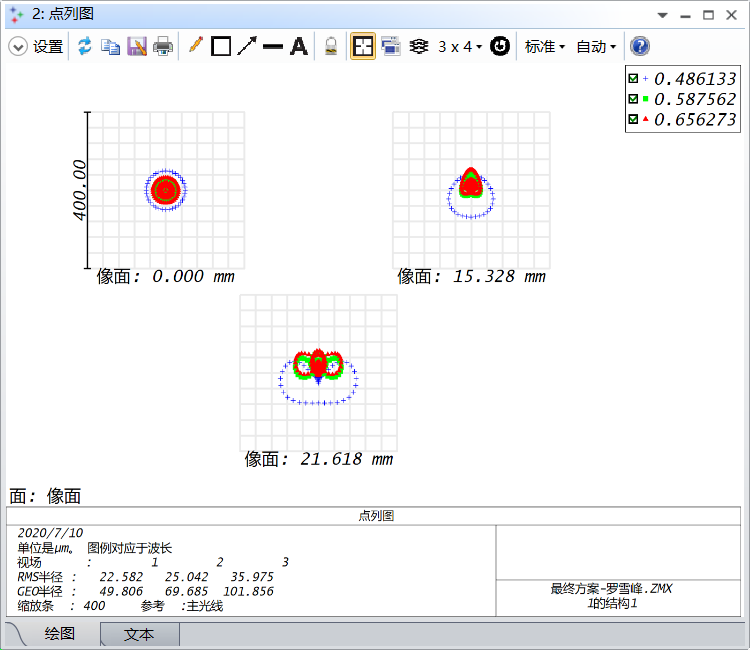 2: 点列图
设置 3 x 4 标准 自动
0.486133
0.587562
0.656273
400.00
像面: 0.000 mm
像面: 15.328 mm
像面: 21.618 mm
面: 像面
点列图
2020/7/10
单位是µm。 图例对应于波长
视场 : 1 2 3
RMS半径 : 22.582 25.042 35.975
GEO半径 : 49.806 69.685 101.856
缩放条 : 400 参考 :主光线
最终方案-罗雪峰.ZMX
1的结构1
绘图 文本